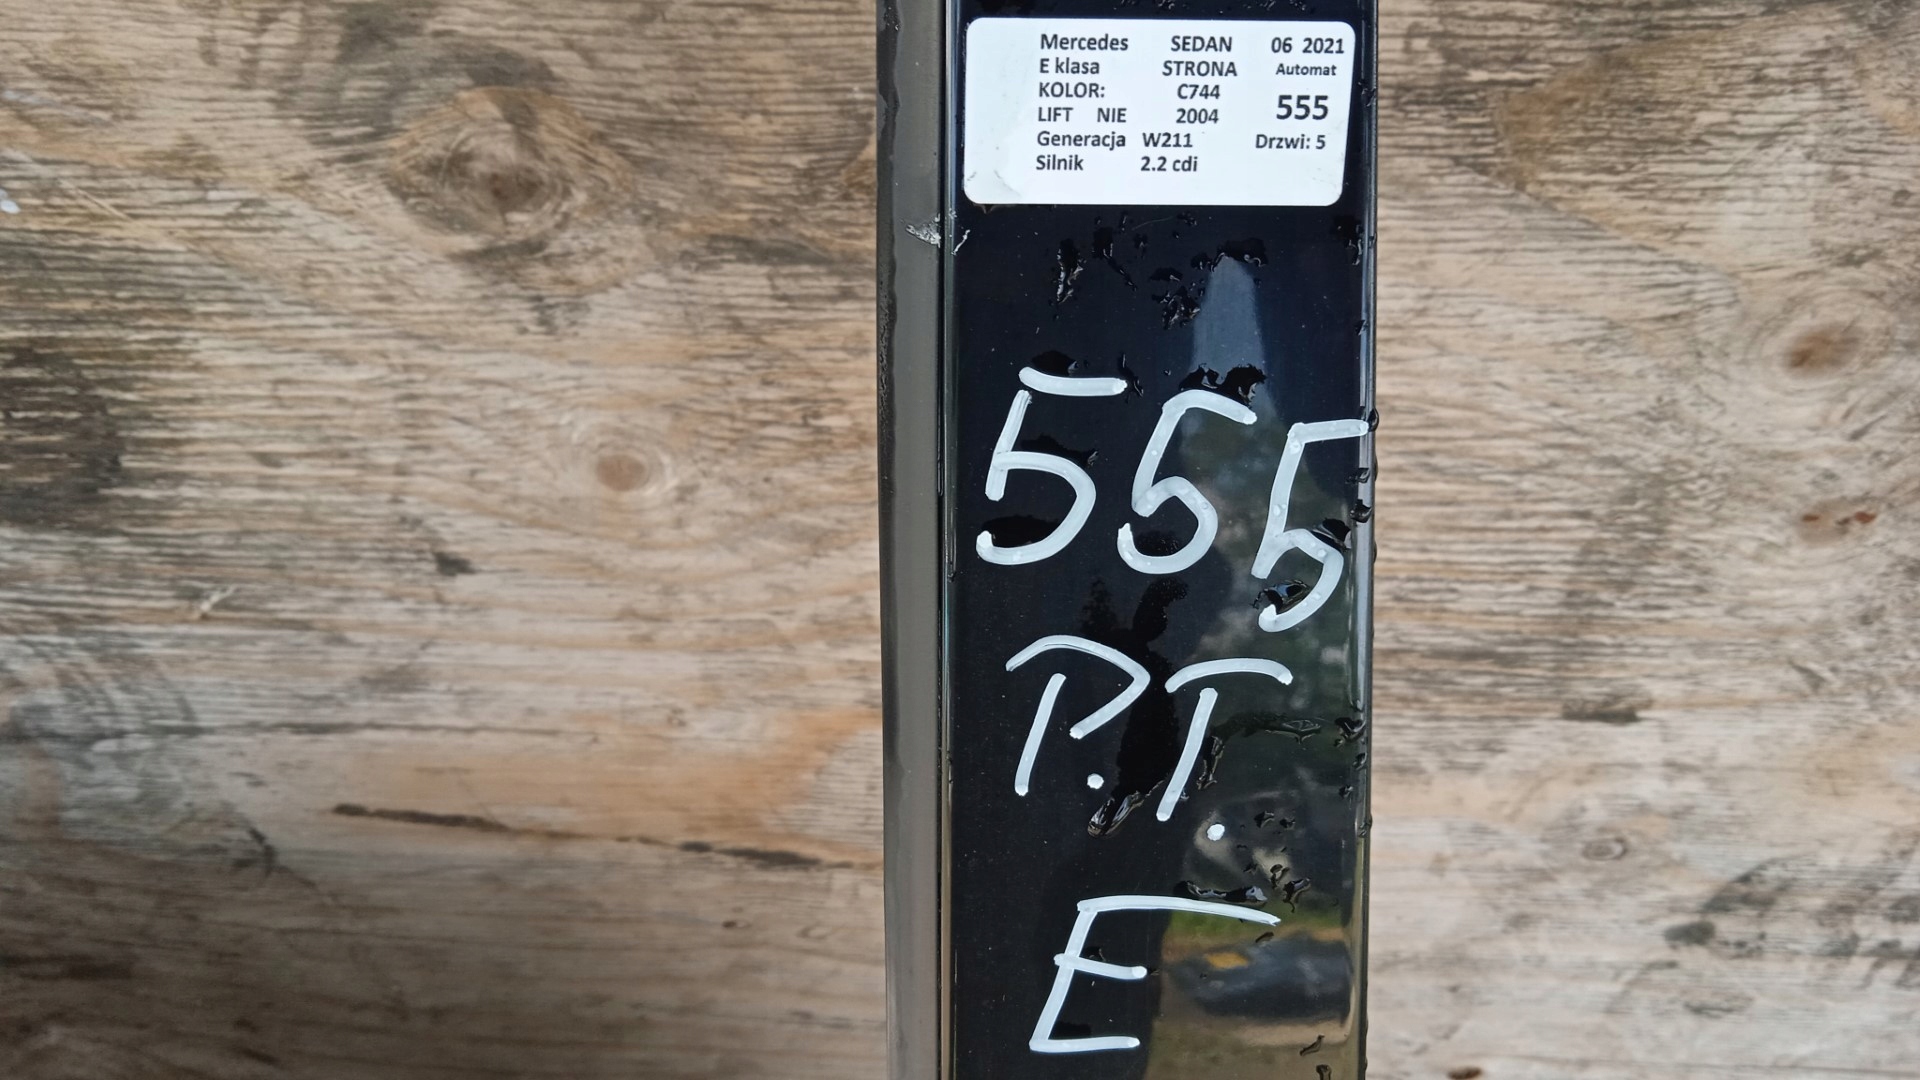 Mercedes SEDAN 06 2021
E klasa STRONA Automat
KOLOR: C744 555
LIFT NIE 2004
Generacja W211 Drzwi: 5
Silnik 2.2 cdi
555
P.T.
E